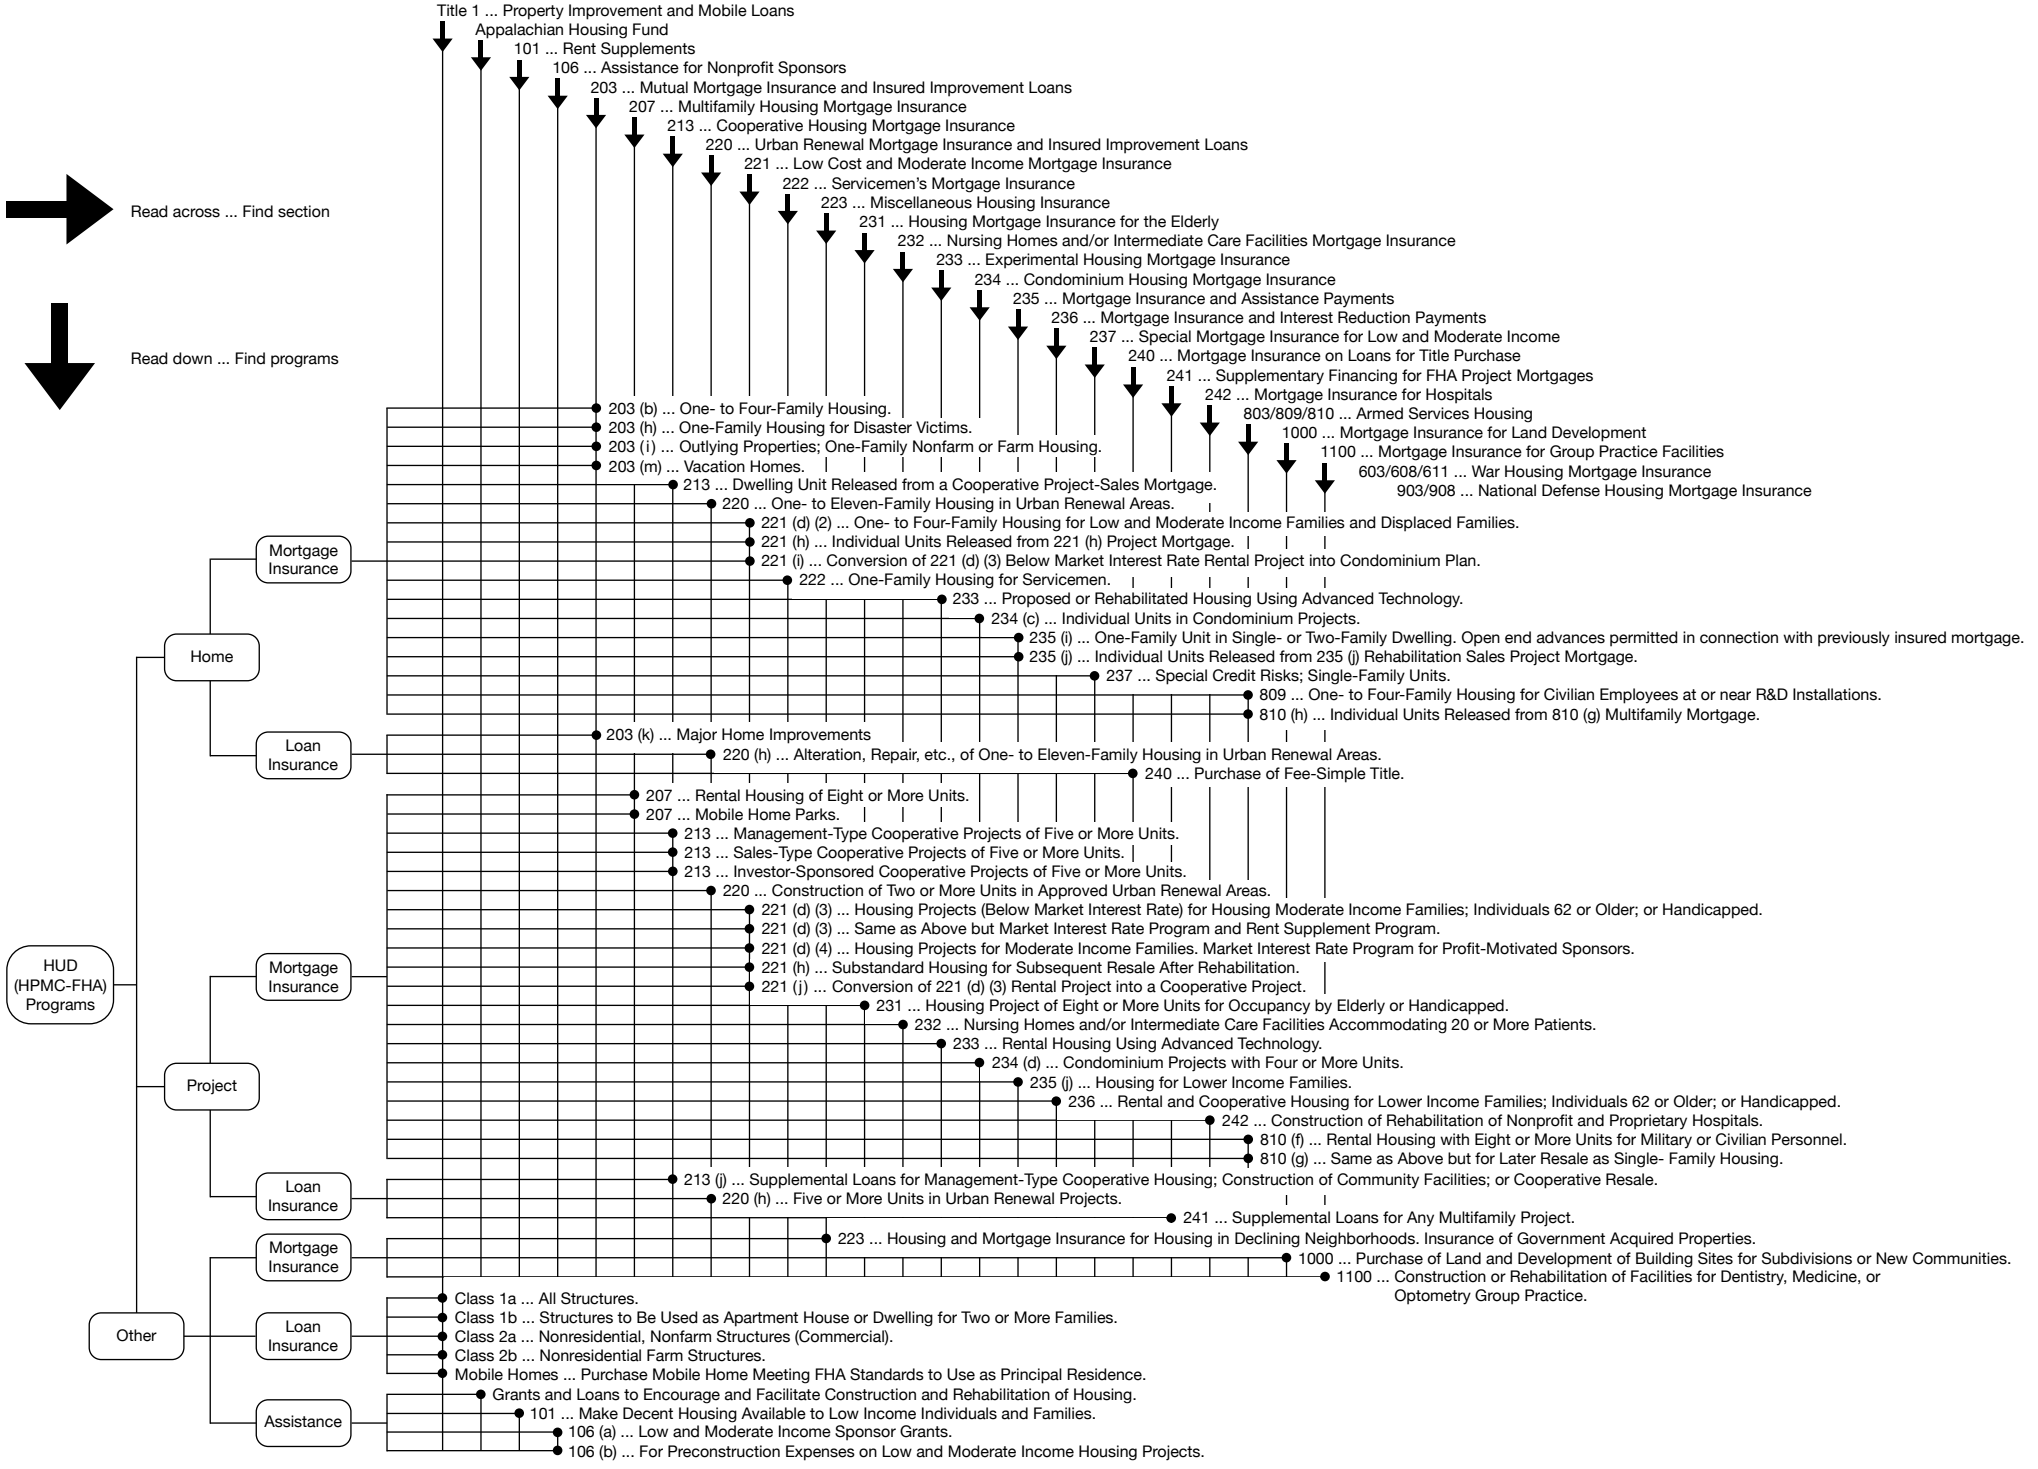 Title 1 ... Property Improvement and Mobile Loans
Appalachian Housing Fund
101 ... Rent Supplements
106 ... Assistance for Nonprofit Sponsors
203 ... Mutual Mortgage Insurance and Insured Improvement Loans
207 ... Multifamily Housing Mortgage Insurance
213 ... Cooperative Housing Mortgage Insurance
220 ... Urban Renewal Mortgage Insurance and Insured Improvement Loans
221 ... Low Cost and Moderate Income Mortgage Insurance
222 ... Servicemen's Mortgage Insurance
223 ... Miscellaneous Housing Insurance
231 ... Housing Mortgage Insurance for the Elderly
232 ... Nursing Homes and/or Intermediate Care Facilities Mortgage Insurance
233 ... Experimental Housing Mortgage Insurance
234 ... Condominium Housing Mortgage Insurance
235 ... Mortgage Insurance and Assistance Payments
236 ... Mortgage Insurance and Interest Reduction Payments
237 ... Special Mortgage Insurance for Low and Moderate Income
240 ... Mortgage Insurance on Loans for Title Purchase
241 ... Supplementary Financing for FHA Project Mortgages
242 ... Mortgage Insurance for Hospitals
803/809/810 ... Armed Services Housing
1000 ... Mortgage Insurance for Land Development
1100 ... Mortgage Insurance for Group Practice Facilities
603/608/611 ... War Housing Mortgage Insurance
903/908 ... National Defense Housing Mortgage Insurance
Read across ... Find section
Read down ... Find programs
HUD
(HPMC-FHA)
Programs
Home
Mortgage
Insurance
203 (b) ... One- to Four-Family Housing.
203 (h) ... One-Family Housing for Disaster Victims.
203 (i) ... Outlying Properties; One-Family Nonfarm or Farm Housing.
203 (m) ... Vacation Homes.
213 ... Dwelling Unit Released from a Cooperative Project-Sales Mortgage.
220 ... One- to Eleven-Family Housing in Urban Renewal Areas.
221 (d) (2) ... One- to Four-Family Housing for Low and Moderate Income Families and Displaced Families.
221 (h) ... Individual Units Released from 221 (h) Project Mortgage.
221 (i) ... Conversion of 221 (d) (3) Below Market Interest Rate Rental Project into Condominium Plan.
222 ... One-Family Housing for Servicemen.
233 ... Proposed or Rehabilitated Housing Using Advanced Technology.
234 (c) ... Individual Units in Condominium Projects.
235 (i) ... One-Family Unit in Single- or Two-Family Dwelling. Open end advances permitted in connection with previously insured mortgage.
235 (j) ... Individual Units Released from 235 (j) Rehabilitation Sales Project Mortgage.
237 ... Special Credit Risks; Single-Family Units.
809 ... One- to Four-Family Housing for Civilian Employees at or near R&D Installations.
810 (h) ... Individual Units Released from 810 (g) Multifamily Mortgage.
Loan
Insurance
203 (k) ... Major Home Improvements
220 (h) ... Alteration, Repair, etc., of One- to Eleven-Family Housing in Urban Renewal Areas.
240 ... Purchase of Fee-Simple Title.
Project
Mortgage
Insurance
207 ... Rental Housing of Eight or More Units.
207 ... Mobile Home Parks.
213 ... Management-Type Cooperative Projects of Five or More Units.
213 ... Sales-Type Cooperative Projects of Five or More Units.
213 ... Investor-Sponsored Cooperative Projects of Five or More Units.
220 ... Construction of Two or More Units in Approved Urban Renewal Areas.
221 (d) (3) ... Housing Projects (Below Market Interest Rate) for Housing Moderate Income Families; Individuals 62 or Older; or Handicapped.
221 (d) (3) ... Same as Above but Market Interest Rate Program and Rent Supplement Program.
221 (d) (4) ... Housing Projects for Moderate Income Families. Market Interest Rate Program for Profit-Motivated Sponsors.
221 (h) ... Substandard Housing for Subsequent Resale After Rehabilitation.
221 (j) ... Conversion of 221 (d) (3) Rental Project into a Cooperative Project.
231 ... Housing Project of Eight or More Units for Occupancy by Elderly or Handicapped.
232 ... Nursing Homes and/or Intermediate Care Facilities Accommodating 20 or More Patients.
233 ... Rental Housing Using Advanced Technology.
234 (d) ... Condominium Projects with Four or More Units.
235 (j) ... Housing for Lower Income Families.
236 ... Rental and Cooperative Housing for Lower Income Families; Individuals 62 or Older; or Handicapped.
242 ... Construction of Rehabilitation of Nonprofit and Proprietary Hospitals.
810 (f) ... Rental Housing with Eight or More Units for Military or Civilian Personnel.
810 (g) ... Same as Above but for Later Resale as Single- Family Housing.
Loan
Insurance
213 (j) ... Supplemental Loans for Management-Type Cooperative Housing; Construction of Community Facilities; or Cooperative Resale.
220 (h) ... Five or More Units in Urban Renewal Projects.
241 ... Supplemental Loans for Any Multifamily Project.
Other
Mortgage
Insurance
223 ... Housing and Mortgage Insurance for Housing in Declining Neighborhoods. Insurance of Government Acquired Properties.
1000 ... Purchase of Land and Development of Building Sites for Subdivisions or New Communities.
1100 ... Construction or Rehabilitation of Facilities for Dentistry, Medicine, or
Optometry Group Practice.
Loan
Insurance
Class 1a ... All Structures.
Class 1b ... Structures to Be Used as Apartment House or Dwelling for Two or More Families.
Class 2a ... Nonresidential, Nonfarm Structures (Commercial).
Class 2b ... Nonresidential Farm Structures.
Mobile Homes ... Purchase Mobile Home Meeting FHA Standards to Use as Principal Residence.
Assistance
Grants and Loans to Encourage and Facilitate Construction and Rehabilitation of Housing.
101 ... Make Decent Housing Available to Low Income Individuals and Families.
106 (a) ... Low and Moderate Income Sponsor Grants.
106 (b) ... For Preconstruction Expenses on Low and Moderate Income Housing Projects.